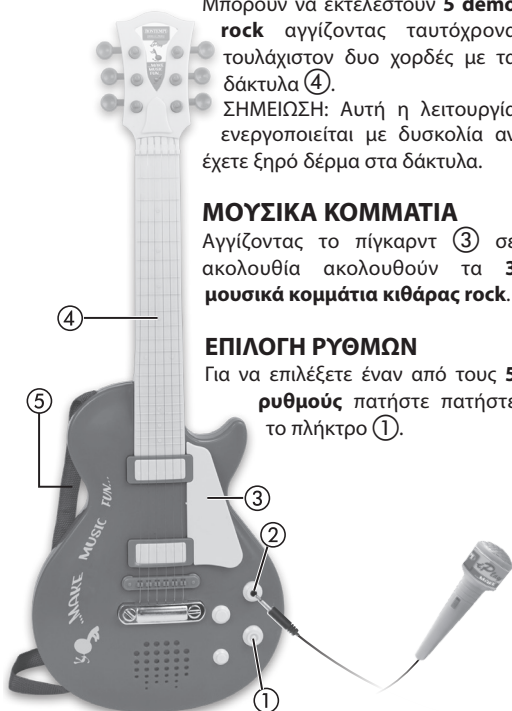 Μπορούν να εκτελεστούν 5 demo
rock αγγίζοντας ταυτόχρονα
τουλάχιστον δυο χορδές με τα
δάκτυλα ④.
ΣΗΜΕΙΩΣΗ: Αυτή η λειτουργία
ενεργοποιείται με δυσκολία αν
έχετε ξηρό δέρμα στα δάκτυλα.
ΜΟΥΣΙΚΑ ΚΟΜΜΑΤΙΑ
Αγγίζοντας το πίγκαρντ ③ σε
ακολουθία ακολουθούν τα 3
μουσικά κομμάτια κιθάρας rock.
ΕΠΙΛΟΓΗ ΡΥΘΜΩΝ
Για να επιλέξετε έναν από τους 5
ρυθμούς πατήστε πατήστε
το πλήκτρο ①.
④
⑤
③
②
①
MAKE MUSIC FUN...